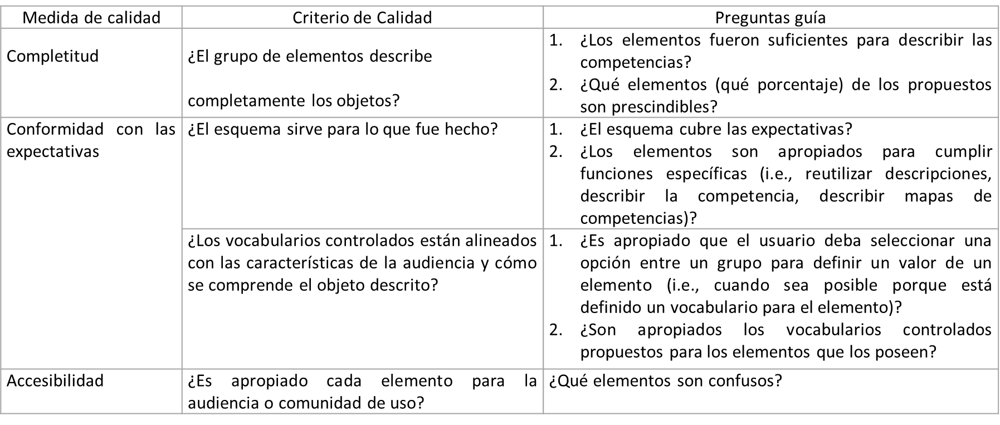 Medida de calidad
Criterio de Calidad
Preguntas guía
Completitud
¿El grupo de elementos describe
completamente los objetos?
1. ¿Los elementos fueron suficientes para describir las
competencias?
2. ¿Qué elementos (qué porcentaje) de los propuestos
son prescindibles?
Conformidad con las
expectativas
¿El esquema sirve para lo que fue hecho?
1. ¿El esquema cubre las expectativas?
2. ¿Los elementos son apropiados para cumplir
funciones específicas (i.e., reutilizar descripciones,
describir la competencia, describir mapas de
competencias)?
¿Los vocabularios controlados están alineados
con las características de la audiencia y cómo
se comprende el objeto descrito?
1. ¿Es apropiado que el usuario deba seleccionar una
opción entre un grupo para definir un valor de un
elemento (i.e., cuando sea posible porque está
definido un vocabulario para el elemento)?
2. ¿Son apropiados los vocabularios controlados
propuestos para los elementos que los poseen?
Accesibilidad
¿Es apropiado cada elemento para la
audiencia o comunidad de uso?
¿Qué elementos son confusos?